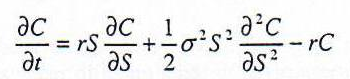 ∂C/∂t = rS ∂C/∂S + 1/2 σ²S² ∂²C/∂S² − rC